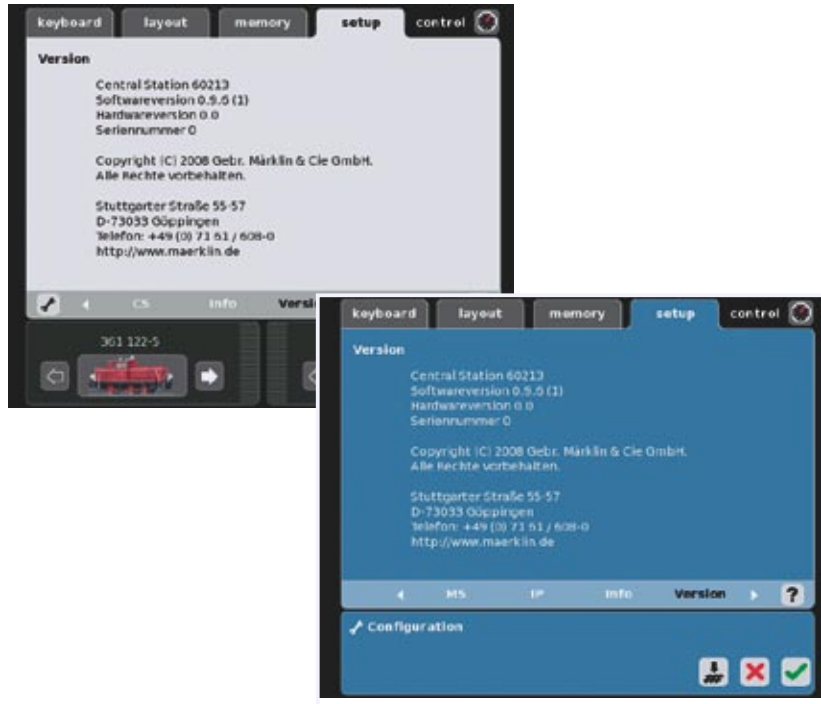 keyboard layout memory setup control
Version
Central Station 60213
Softwareversion 0.9.6 (1)
Hardwareversion 0.0
Seriennummer 0
Copyright (C) 2008 Gebr. Märklin & Cie GmbH.
Alle Rechte vorbehalten.
Stuttgarter Straße 55-57
D-73033 Göppingen
Telefon: +49 (0) 71 61 / 608-0
http://www.maerklin.de
CS Info Versi
361 122-5
keyboard layout memory setup control
Version
Central Station 60213
Softwareversion 0.9.6 (1)
Hardwareversion 0.0
Seriennummer 0
Copyright (C) 2008 Gebr. Märklin & Cie GmbH.
Alle Rechte vorbehalten.
Stuttgarter Straße 55-57
D-73033 Göppingen
Telefon: +49 (0) 71 61 / 608-0
http://www.maerklin.de
MS IP Info Version ?
Configuration